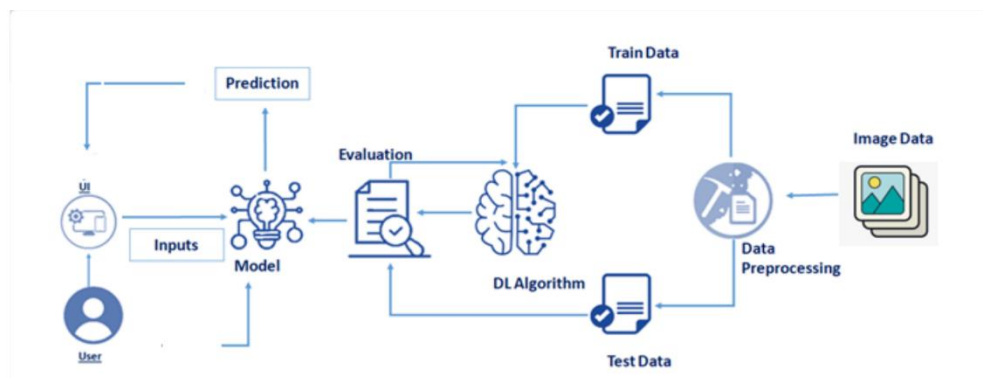 Train Data
Prediction
Image Data
Evaluation
UI
Inputs
Model
DL Algorithm
Data
Preprocessing
User
Test Data